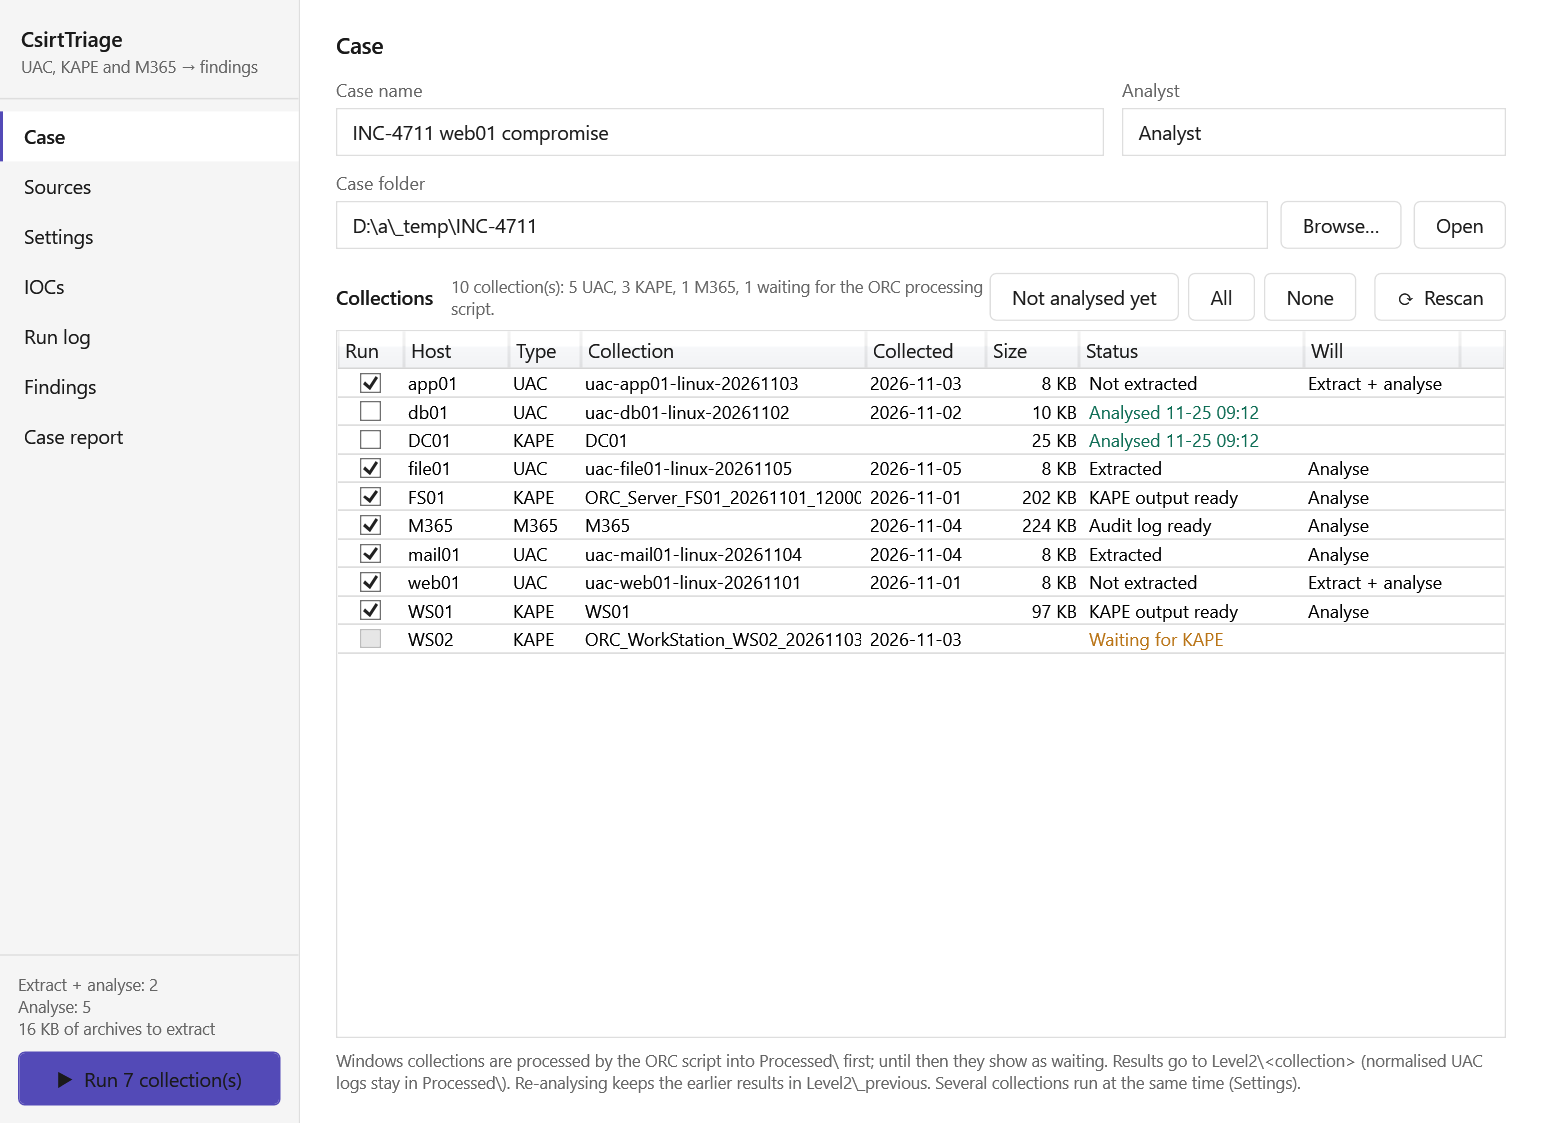 CsirtTriage
UAC, KAPE and M365 → findings
Case
Sources
Settings
IOCs
Run log
Findings
Case report
Extract + analyse: 2
Analyse: 5
16 KB of archives to extract
Run 7 collection(s)
Case
Case name
Analyst
INC-4711 web01 compromise
Analyst
Case folder
D:\a\_temp\INC-4711
Browse...
Open
Collections
10 collection(s): 5 UAC, 3 KAPE, 1 M365, 1 waiting for the ORC processing
script.
Not analysed yet
All
None
Rescan
Run Host Type Collection Collected Size Status Will
app01 UAC uac-app01-linux-20261103 2026-11-03 8 KB Not extracted Extract + analyse
db01 UAC uac-db01-linux-20261102 2026-11-02 10 KB Analysed 11-25 09:12
DC01 KAPE DC01 25 KB Analysed 11-25 09:12
file01 UAC uac-file01-linux-20261105 2026-11-05 8 KB Extracted Analyse
FS01 KAPE ORC_Server_FS01_20261101_12000 2026-11-01 202 KB KAPE output ready Analyse
M365 M365 M365 2026-11-04 224 KB Audit log ready Analyse
mail01 UAC uac-mail01-linux-20261104 2026-11-04 8 KB Extracted Analyse
web01 UAC uac-web01-linux-20261101 2026-11-01 8 KB Not extracted Extract + analyse
WS01 KAPE WS01 97 KB KAPE output ready Analyse
WS02 KAPE ORC_WorkStation_WS02_20261103 2026-11-03 Waiting for KAPE
Windows collections are processed by the ORC script into Processed\ first; until then they show as waiting. Results go to Level2\<collection> (normalised UAC
logs stay in Processed\). Re-analysing keeps the earlier results in Level2\_previous. Several collections run at the same time (Settings).